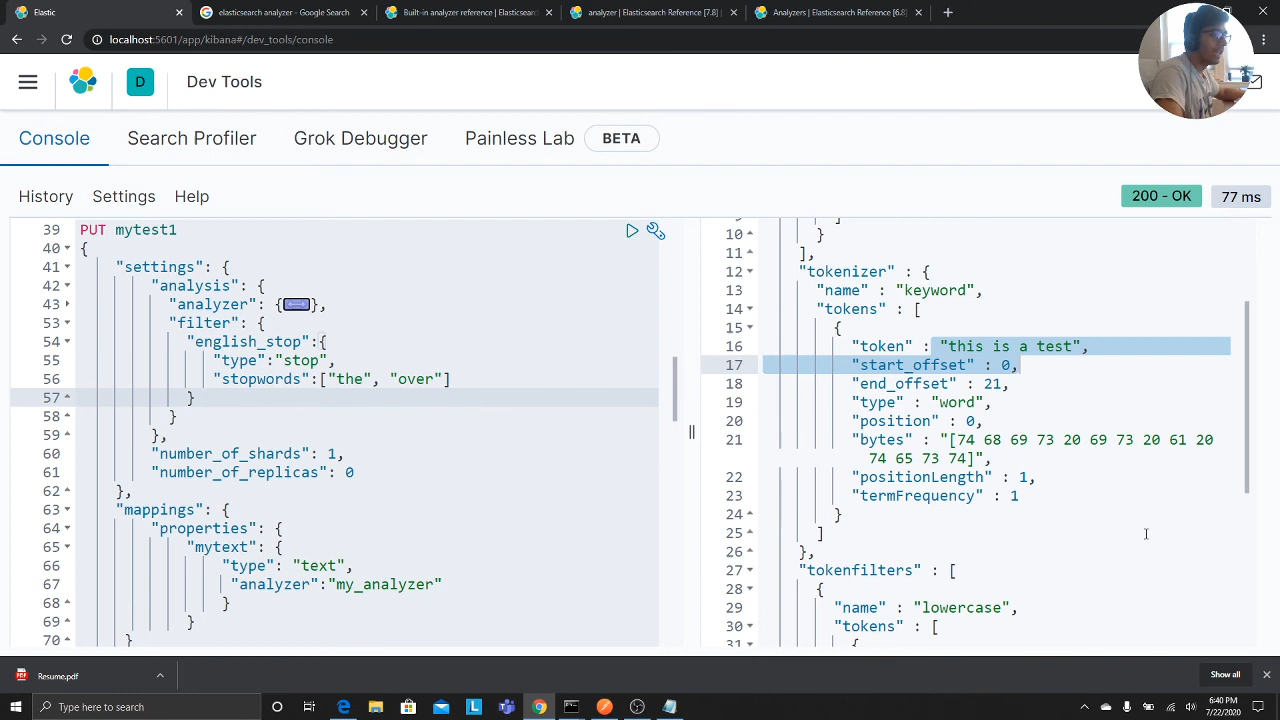 Elastic
elasticsearch analyzer - Google Search
Built-in analyzer reference | Elasticsearc
analyzer | Elasticsearch Reference [7.8]
Analyzers | Elasticsearch Reference [6.8]
localhost:5601/app/kibana#/dev_tools/console
D
Dev Tools
Console
Search Profiler
Grok Debugger
Painless Lab
BETA
History
Settings
Help
200 - OK
77 ms
39 PUT mytest1
40 {
41 "settings": {
42 "analysis": {
43 "analyzer": {},
53 "filter": {
54 "english_stop":{
55 "type":"stop",
56 "stopwords":["the", "over"]
57 }
58 }
59 },
60 "number_of_shards": 1,
61 "number_of_replicas": 0
62 },
63 "mappings": {
64 "properties": {
65 "mytext": {
66 "type": "text",
67 "analyzer":"my_analyzer"
68 }
69 }
70 }
10 }
11 ],
12 "tokenizer" : {
13 "name" : "keyword",
14 "tokens" : [
15 {
16 "token" : "this is a test",
17 "start_offset" : 0,
18 "end_offset" : 21,
19 "type" : "word",
20 "position" : 0,
21 "bytes" : "[74 68 69 73 20 69 73 20 61 20
74 65 73 74]",
22 "positionLength" : 1,
23 "termFrequency" : 1
24 }
25 ]
26 },
27 "tokenfilters" : [
28 {
29 "name" : "lowercase",
30 "tokens" : [
31 {
Resume.pdf
Show all
Type here to search
6:40 PM
7/22/2020